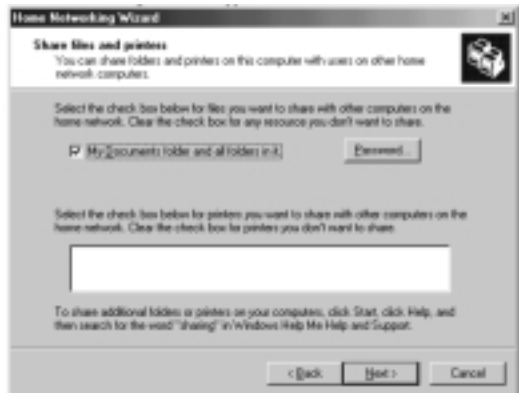 Home Networking Wizard
Share files and printers
You can share folders and printers on this computer with users on other home
network computers.
Select the check box below for files you want to share with other computers on the
home network. Clear the check box for any resource you don't want to share.
My Documents folder and all folders in it.
Password...
Select the check box below for printers you want to share with other computers on the
home network. Clear the check box for printers you don't want to share.
To share additional folders or printers on your computers, click Start, click Help, and
then search for the word "sharing" in Windows Help Me Help and Support.
< Back
Next >
Cancel